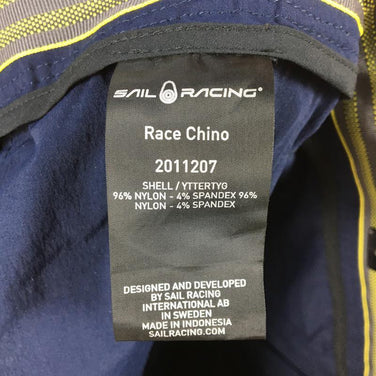 SAIL RACING®
Race Chino
2011207
SHELL / YTTERTYG
96% NYLON - 4% SPANDEX 96%
NYLON - 4% SPANDEX
DESIGNED AND DEVELOPED
BY SAIL RACING
INTERNATIONAL AB
IN SWEDEN
MADE IN INDONESIA
SAILRACING.COM